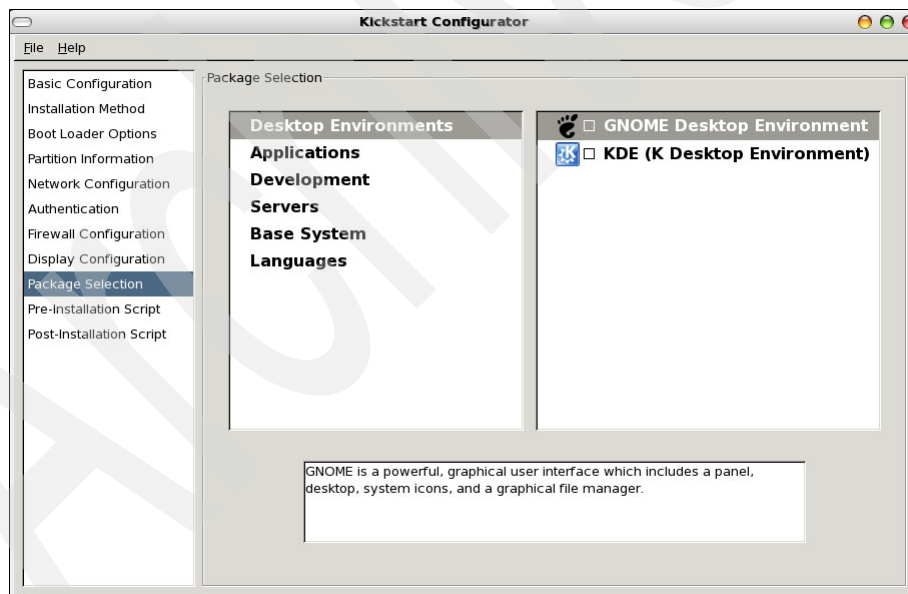 Kickstart Configurator
File Help
Basic Configuration
Installation Method
Boot Loader Options
Partition Information
Network Configuration
Authentication
Firewall Configuration
Display Configuration
Package Selection
Pre-Installation Script
Post-Installation Script
Package Selection
Desktop Environments
Applications
Development
Servers
Base System
Languages
GNOME Desktop Environment
KDE (K Desktop Environment)
GNOME is a powerful, graphical user interface which includes a panel,
desktop, system icons, and a graphical file manager.